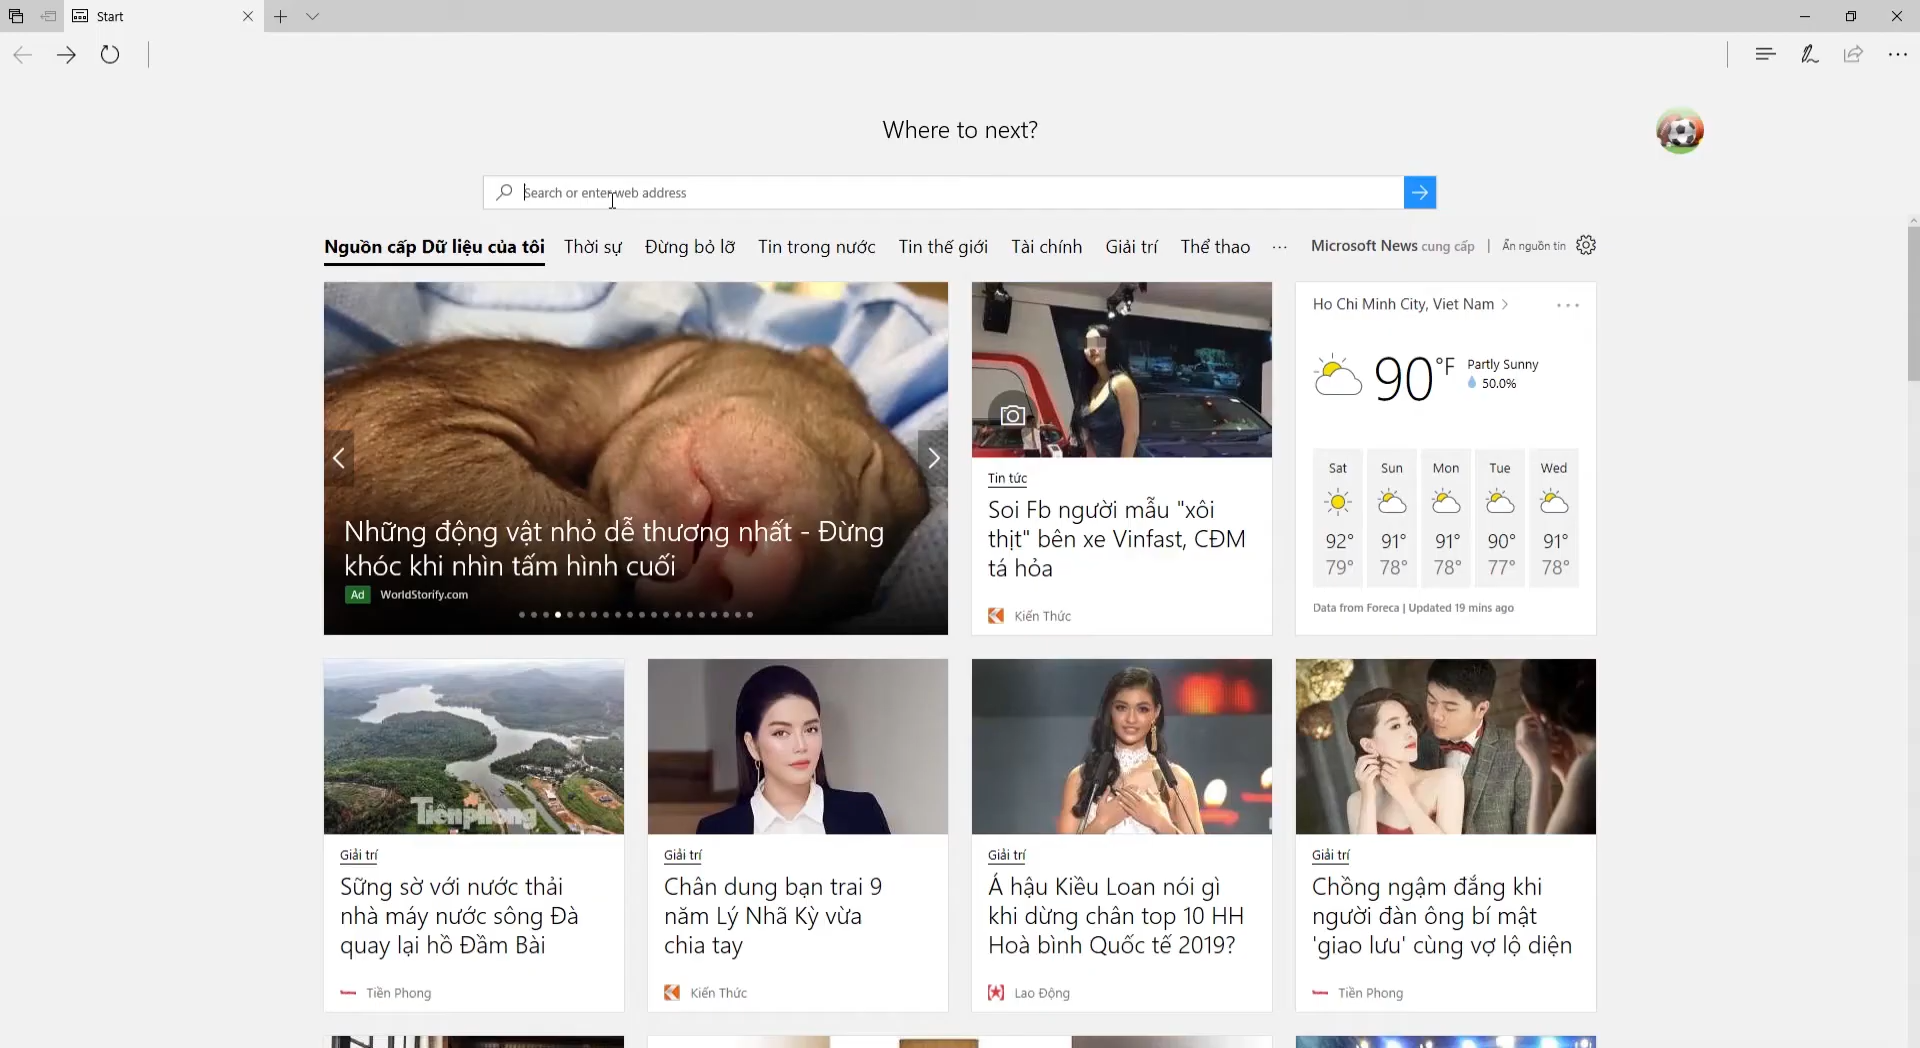 Start
Where to next?
Search or enter web address
Nguồn cấp Dữ liệu của tôi Thời sự Đừng bỏ lỡ Tin trong nước Tin thế giới Tài chính Giải trí Thể thao ... Microsoft News cung cấp | Ẩn nguồn tin
Những động vật nhỏ dễ thương nhất - Đừng
khóc khi nhìn tấm hình cuối
Ad WorldStorify.com
Tin tức
Soi Fb người mẫu "xôi
thịt" bên xe Vinfast, CĐM
tá hỏa
Kiến Thức
Ho Chi Minh City, Viet Nam
90°F
Partly Sunny
50.0%
Sat Sun Mon Tue Wed
92° 91° 91° 90° 91°
79° 78° 78° 77° 78°
Data from Foreca | Updated 19 mins ago
Tiền phong
Giải trí
Sững sờ với nước thải
nhà máy nước sông Đà
quay lại hồ Đầm Bài
Tiền Phong
Giải trí
Chân dung bạn trai 9
năm Lý Nhã Kỳ vừa
chia tay
Kiến Thức
Giải trí
Á hậu Kiều Loan nói gì
khi dừng chân top 10 HH
Hoà bình Quốc tế 2019?
Lao Động
Giải trí
Chồng ngậm đắng khi
người đàn ông bí mật
'giao lưu' cùng vợ lộ diện
Tiền Phong